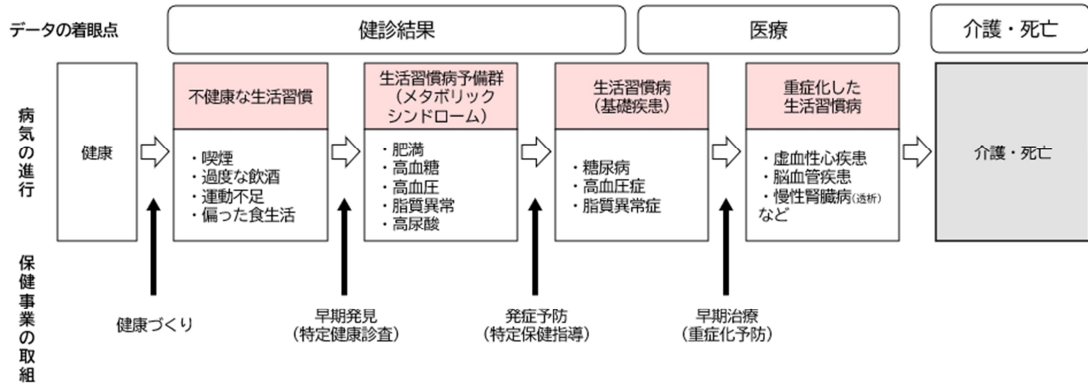 データの着眼点
健診結果
医療
介護・死亡
病気の進行
健康
不健康な生活習慣
・喫煙
・過度な飲酒
・運動不足
・偏った食生活
生活習慣病予備群
(メタボリック
シンドローム)
・肥満
・高血糖
・高血圧
・脂質異常
・高尿酸
生活習慣病
(基礎疾患)
・糖尿病
・高血圧症
・脂質異常症
重症化した
生活習慣病
・虚血性心疾患
・脳血管疾患
・慢性腎臓病(透析)
など
介護・死亡
保健事業の取組
健康づくり
早期発見
(特定健康診査)
発症予防
(特定保健指導)
早期治療
(重症化予防)